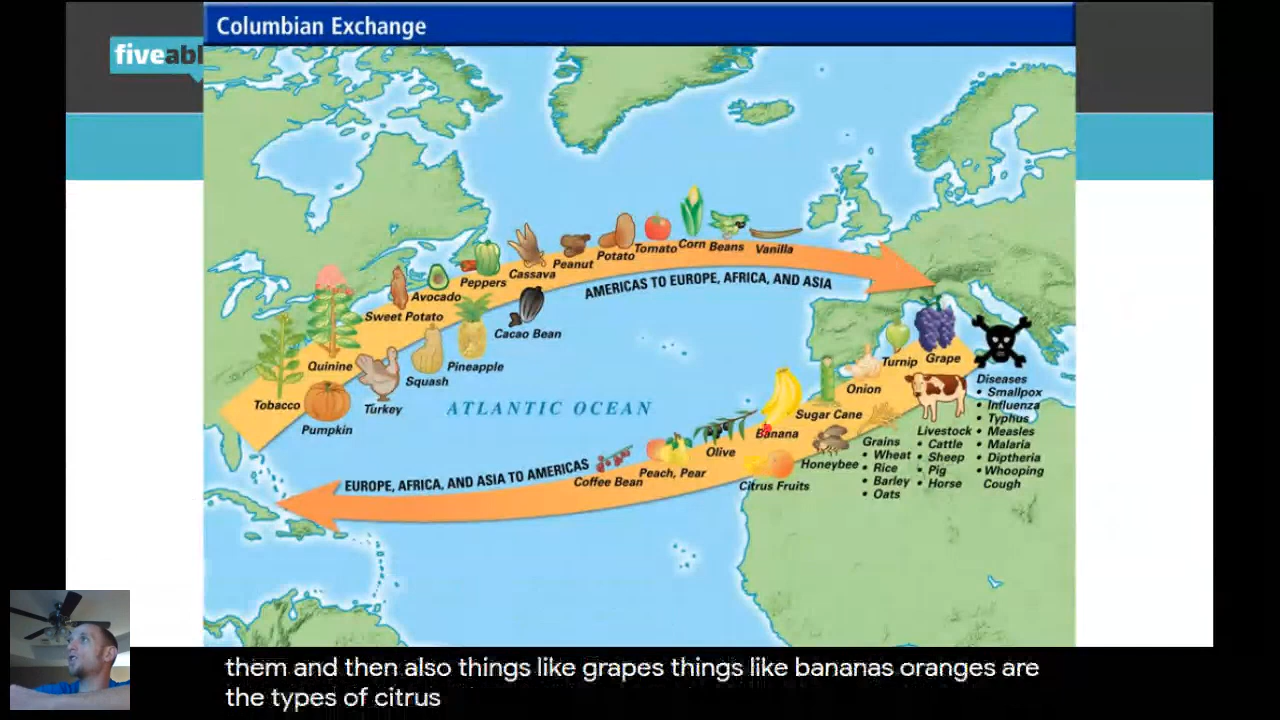 Columbian Exchange
fiveabl
Tomato
Corn
Beans
Vanilla
Potato
Peanut
Cassava
Peppers
Avocado
Sweet Potato
AMERICAS TO EUROPE, AFRICA, AND ASIA
Cacao Bean
Pineapple
Squash
Quinine
Turkey
Tobacco
Pumpkin
ATLANTIC OCEAN
Grape
Turnip
Onion
Sugar Cane
Banana
Olive
Honeybee
Peach, Pear
Coffee Bean
Citrus Fruits
EUROPE, AFRICA, AND ASIA TO AMERICAS
Grains
• Wheat
• Rice
• Barley
• Oats
Livestock
• Cattle
• Sheep
• Pig
• Horse
Diseases
• Smallpox
• Influenza
• Typhus
• Measles
• Malaria
• Diptheria
• Whooping
Cough
them and then also things like grapes things like bananas oranges are
the types of citrus